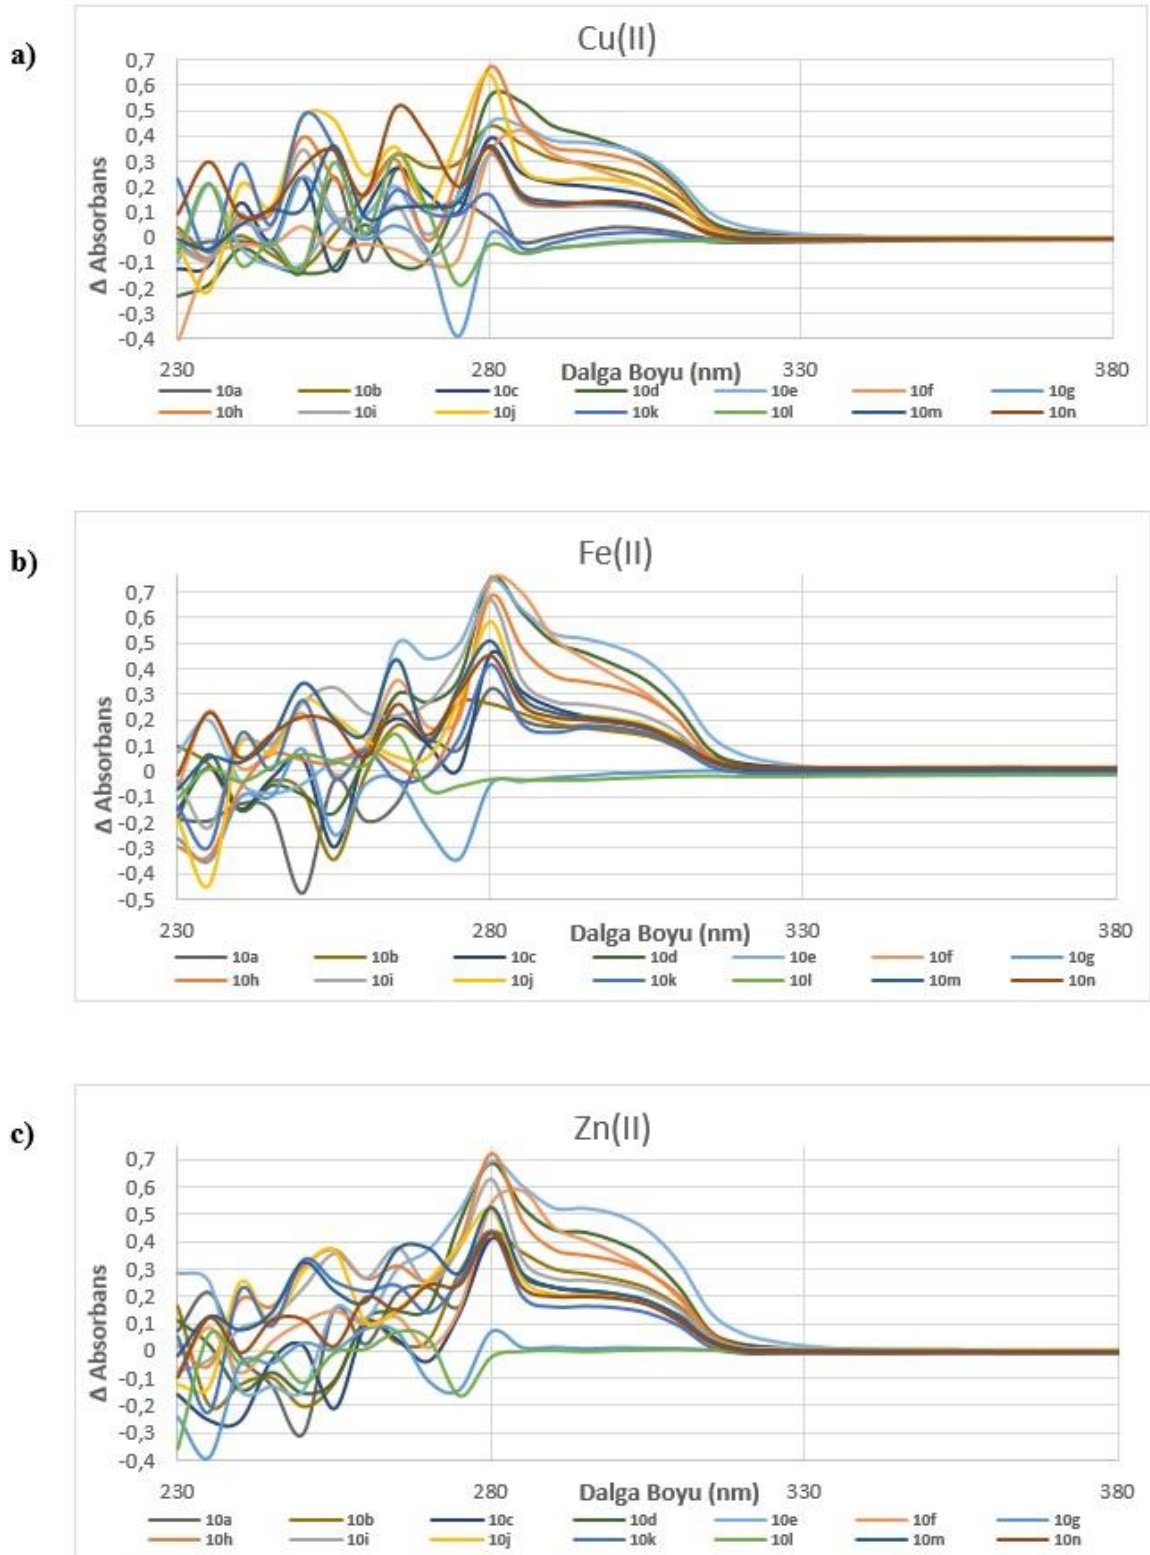 a)
Cu(II)
0,7
0,6
0,5
0,4
0,3
0,2
0,1
0
-0,1
-0,2
-0,3
-0,4
Δ Absorbans
230 280 330 380
Dalga Boyu (nm)
10a 10b 10c 10d 10e 10f 10g
10h 10i 10j 10k 10l 10m 10n
b)
Fe(II)
0,7
0,6
0,5
0,4
0,3
0,2
0,1
0
-0,1
-0,2
-0,3
-0,4
-0,5
Δ Absorbans
230 280 330 380
Dalga Boyu (nm)
10a 10b 10c 10d 10e 10f 10g
10h 10i 10j 10k 10l 10m 10n
c)
Zn(II)
0,7
0,6
0,5
0,4
0,3
0,2
0,1
0
-0,1
-0,2
-0,3
-0,4
Δ Absorbans
230 280 330 380
Dalga Boyu (nm)
10a 10b 10c 10d 10e 10f 10g
10h 10i 10j 10k 10l 10m 10n